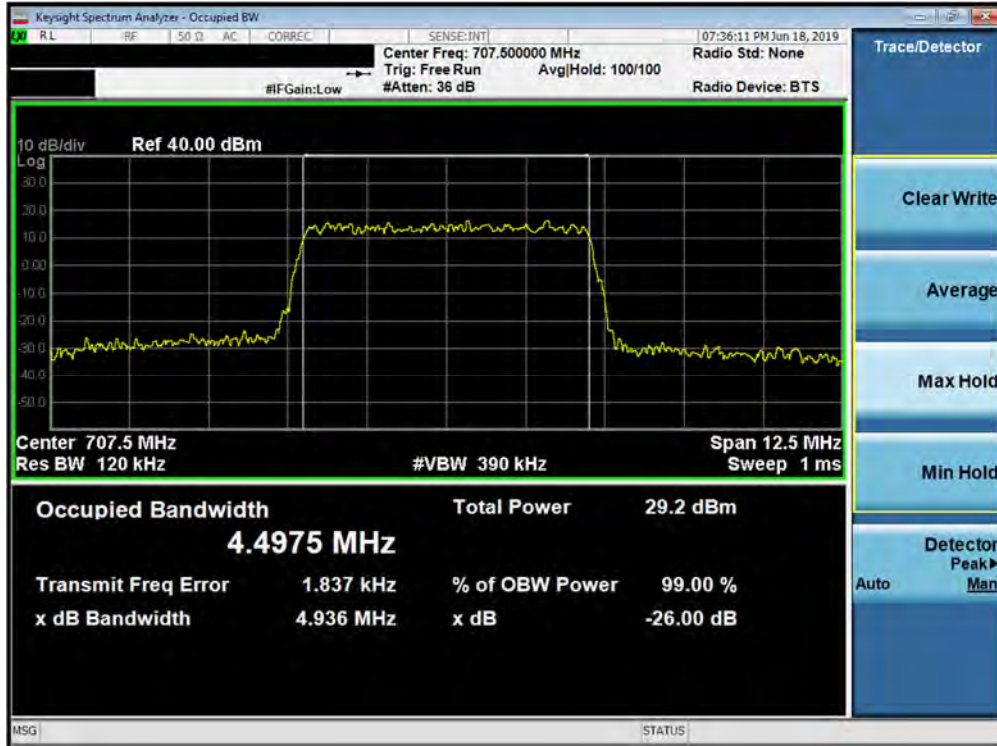 Keysight Spectrum Analyzer - Occupied BW
LXI RL RF 50 Ω AC CORREC SENSE:INT 07:36:11 PM Jun 18, 2019
Center Freq: 707.500000 MHz Radio Std: None
Trig: Free Run Avg|Hold: 100/100
#IFGain:Low #Atten: 36 dB Radio Device: BTS
Trace/Detector
10 dB/div Ref 40.00 dBm
Log
30.0
20.0
10.0
0.00
-10.0
-20.0
-30.0
-40.0
-50.0
Center 707.5 MHz Span 12.5 MHz
Res BW 120 kHz #VBW 390 kHz Sweep 1 ms
Clear Write
Average
Max Hold
Min Hold
Detector
Peak▶
Auto Man
Occupied Bandwidth Total Power 29.2 dBm
4.4975 MHz
Transmit Freq Error 1.837 kHz % of OBW Power 99.00 %
x dB Bandwidth 4.936 MHz x dB -26.00 dB
MSG STATUS